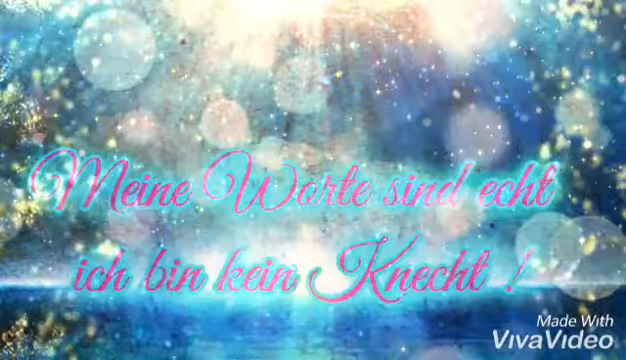 Meine Worte sind echt
ich bin kein Knecht !
Made With
VivaVideo